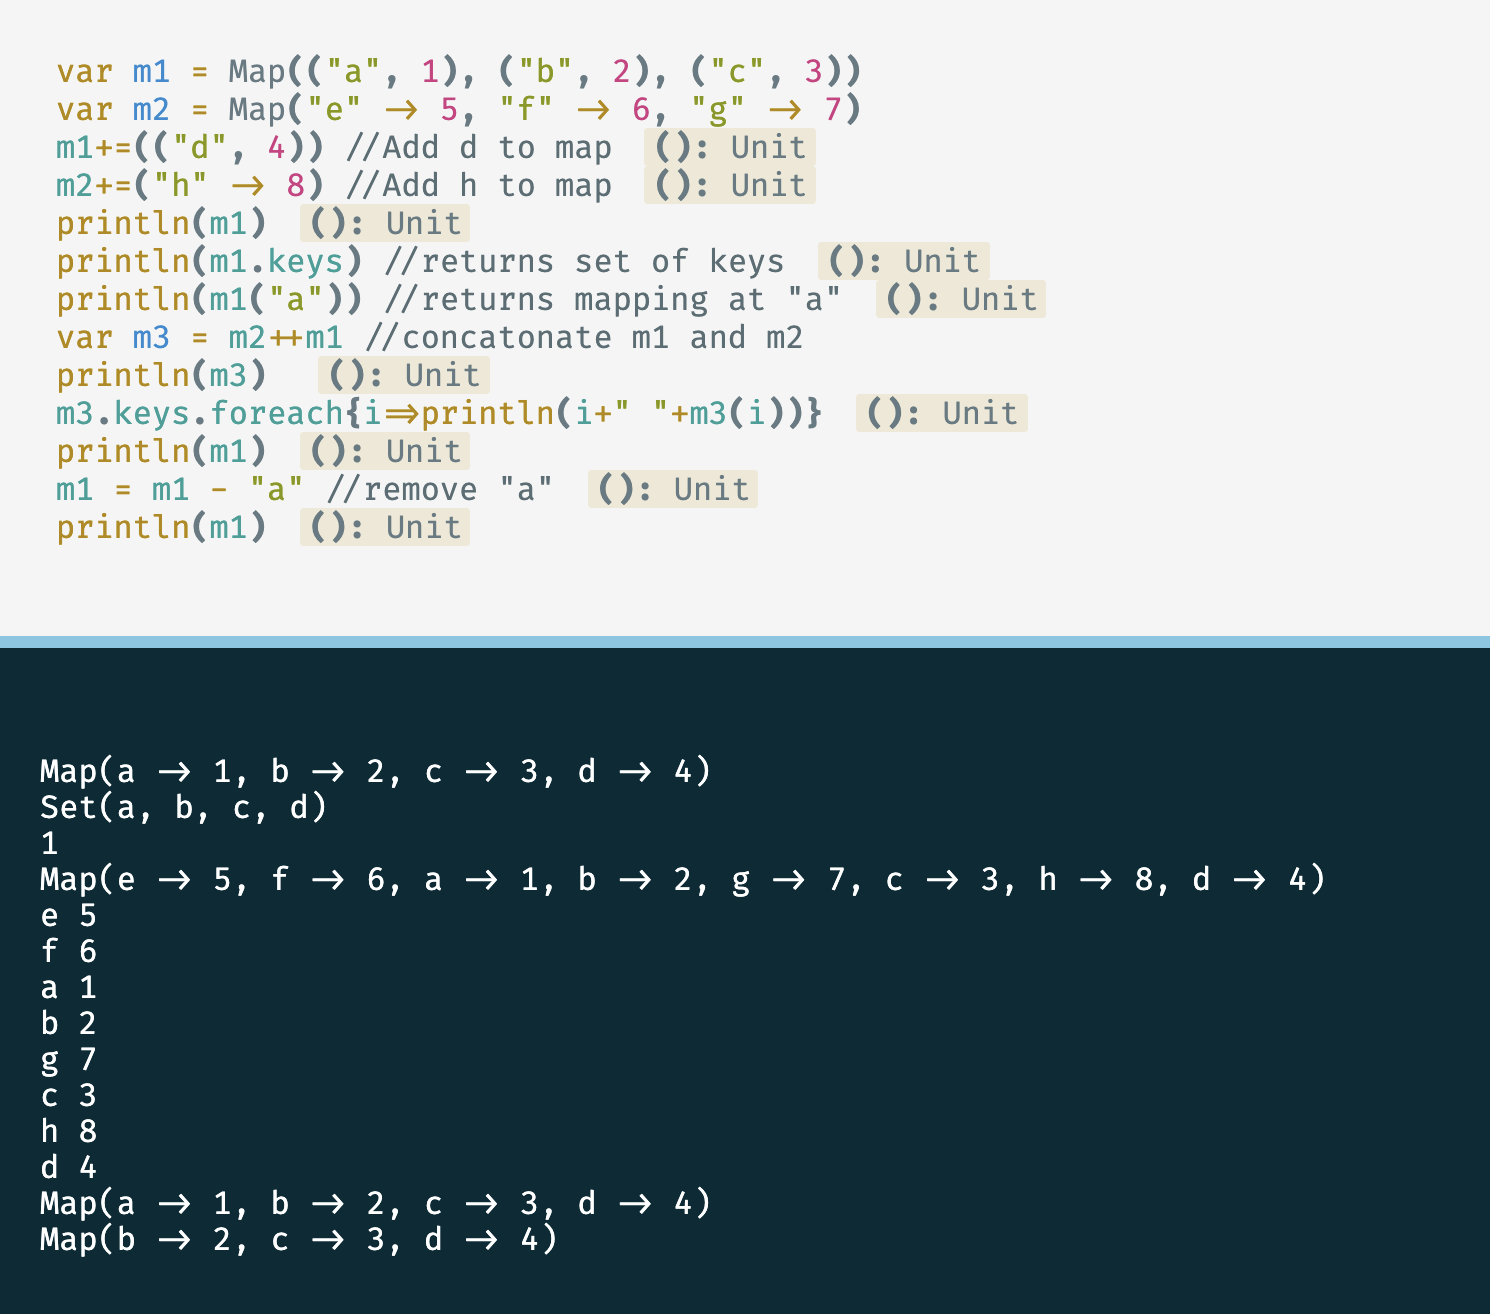 var m1 = Map(("a", 1), ("b", 2), ("c", 3))
var m2 = Map("e" -> 5, "f" -> 6, "g" -> 7)
m1+=(("d", 4)) //Add d to map (): Unit
m2+=("h" -> 8) //Add h to map (): Unit
println(m1) (): Unit
println(m1.keys) //returns set of keys (): Unit
println(m1("a")) //returns mapping at "a" (): Unit
var m3 = m2++m1 //concatonate m1 and m2
println(m3) (): Unit
m3.keys.foreach{i=>println(i+" "+m3(i))} (): Unit
println(m1) (): Unit
m1 = m1 - "a" //remove "a" (): Unit
println(m1) (): Unit
Map(a -> 1, b -> 2, c -> 3, d -> 4)
Set(a, b, c, d)
1
Map(e -> 5, f -> 6, a -> 1, b -> 2, g -> 7, c -> 3, h -> 8, d -> 4)
e 5
f 6
a 1
b 2
g 7
c 3
h 8
d 4
Map(a -> 1, b -> 2, c -> 3, d -> 4)
Map(b -> 2, c -> 3, d -> 4)